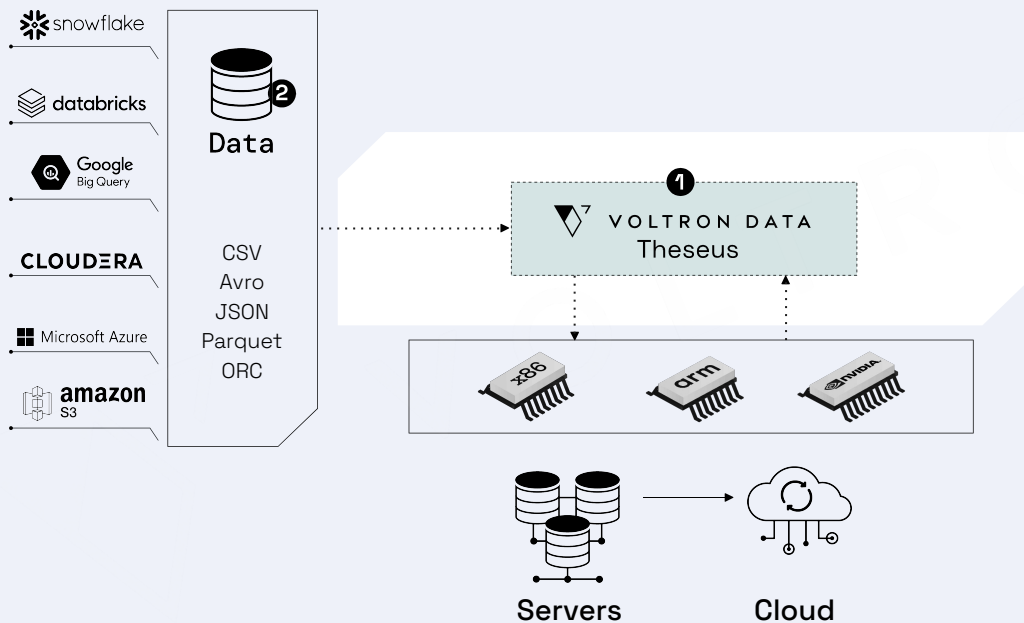 snowflake
databricks
Google
Big Query
CLOUDERA
Microsoft Azure
amazon
S3
2
Data
CSV
Avro
JSON
Parquet
ORC
1
VOLTRON DATA
Theseus
x86
arm
NVIDIA
Servers
Cloud